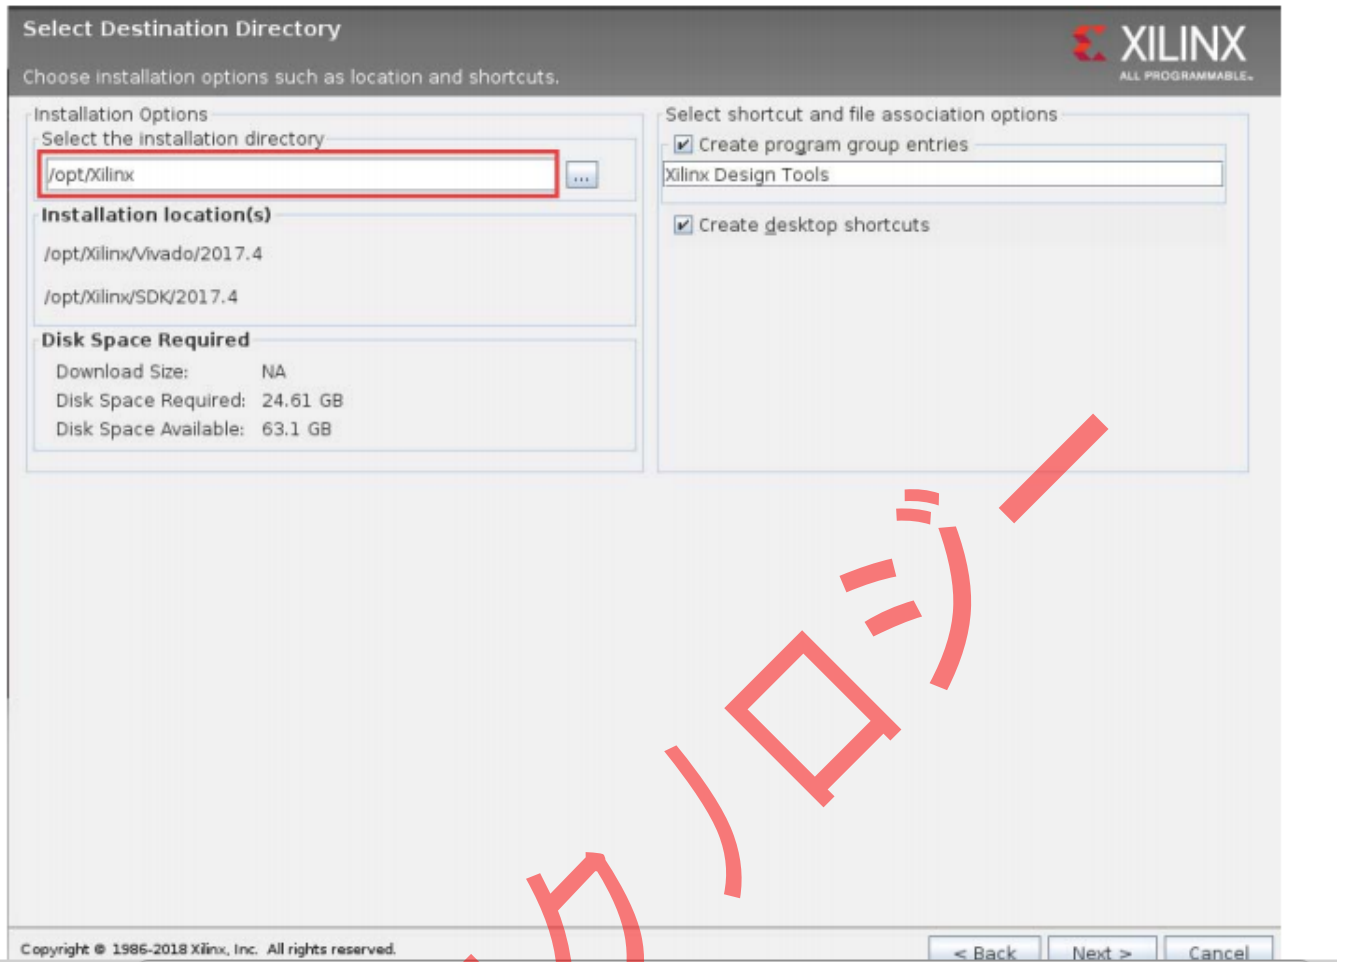 Select Destination Directory
XILINX
ALL PROGRAMMABLE™
Choose installation options such as location and shortcuts.
Installation Options
Select the installation directory
/opt/Xilinx
...
Installation location(s)
/opt/Xilinx/Vivado/2017.4
/opt/Xilinx/SDK/2017.4
Disk Space Required
Download Size: NA
Disk Space Required: 24.61 GB
Disk Space Available: 63.1 GB
Select shortcut and file association options
Create program group entries
Xilinx Design Tools
Create desktop shortcuts
クノロジー
Copyright © 1986-2018 Xilinx, Inc. All rights reserved.
< Back
Next >
Cancel